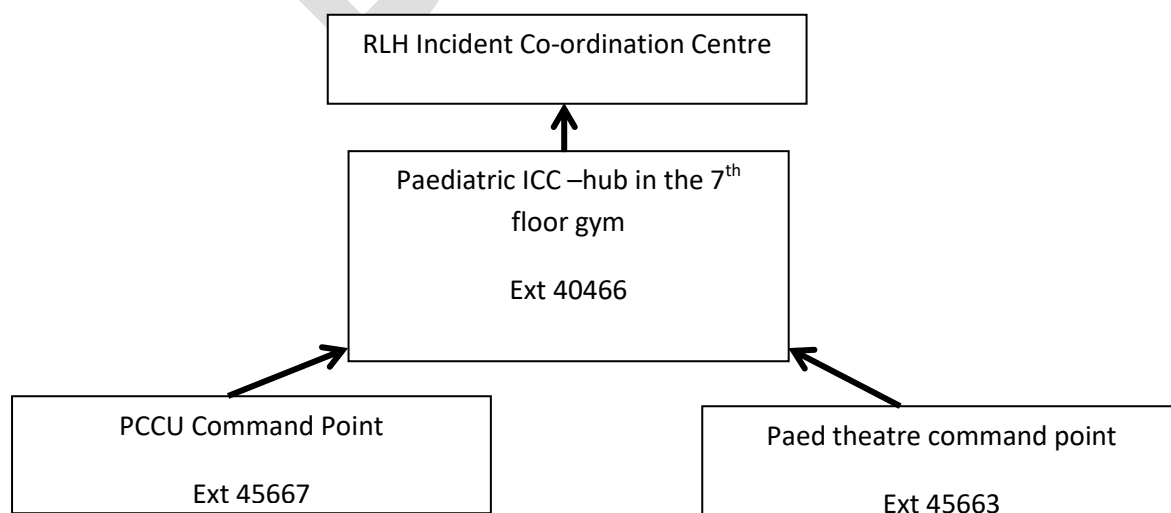 RLH Incident Co-ordination Centre
Paediatric ICC –hub in the 7th
floor gym
Ext 40466
PCCU Command Point
Ext 45667
Paed theatre command point
Ext 45663